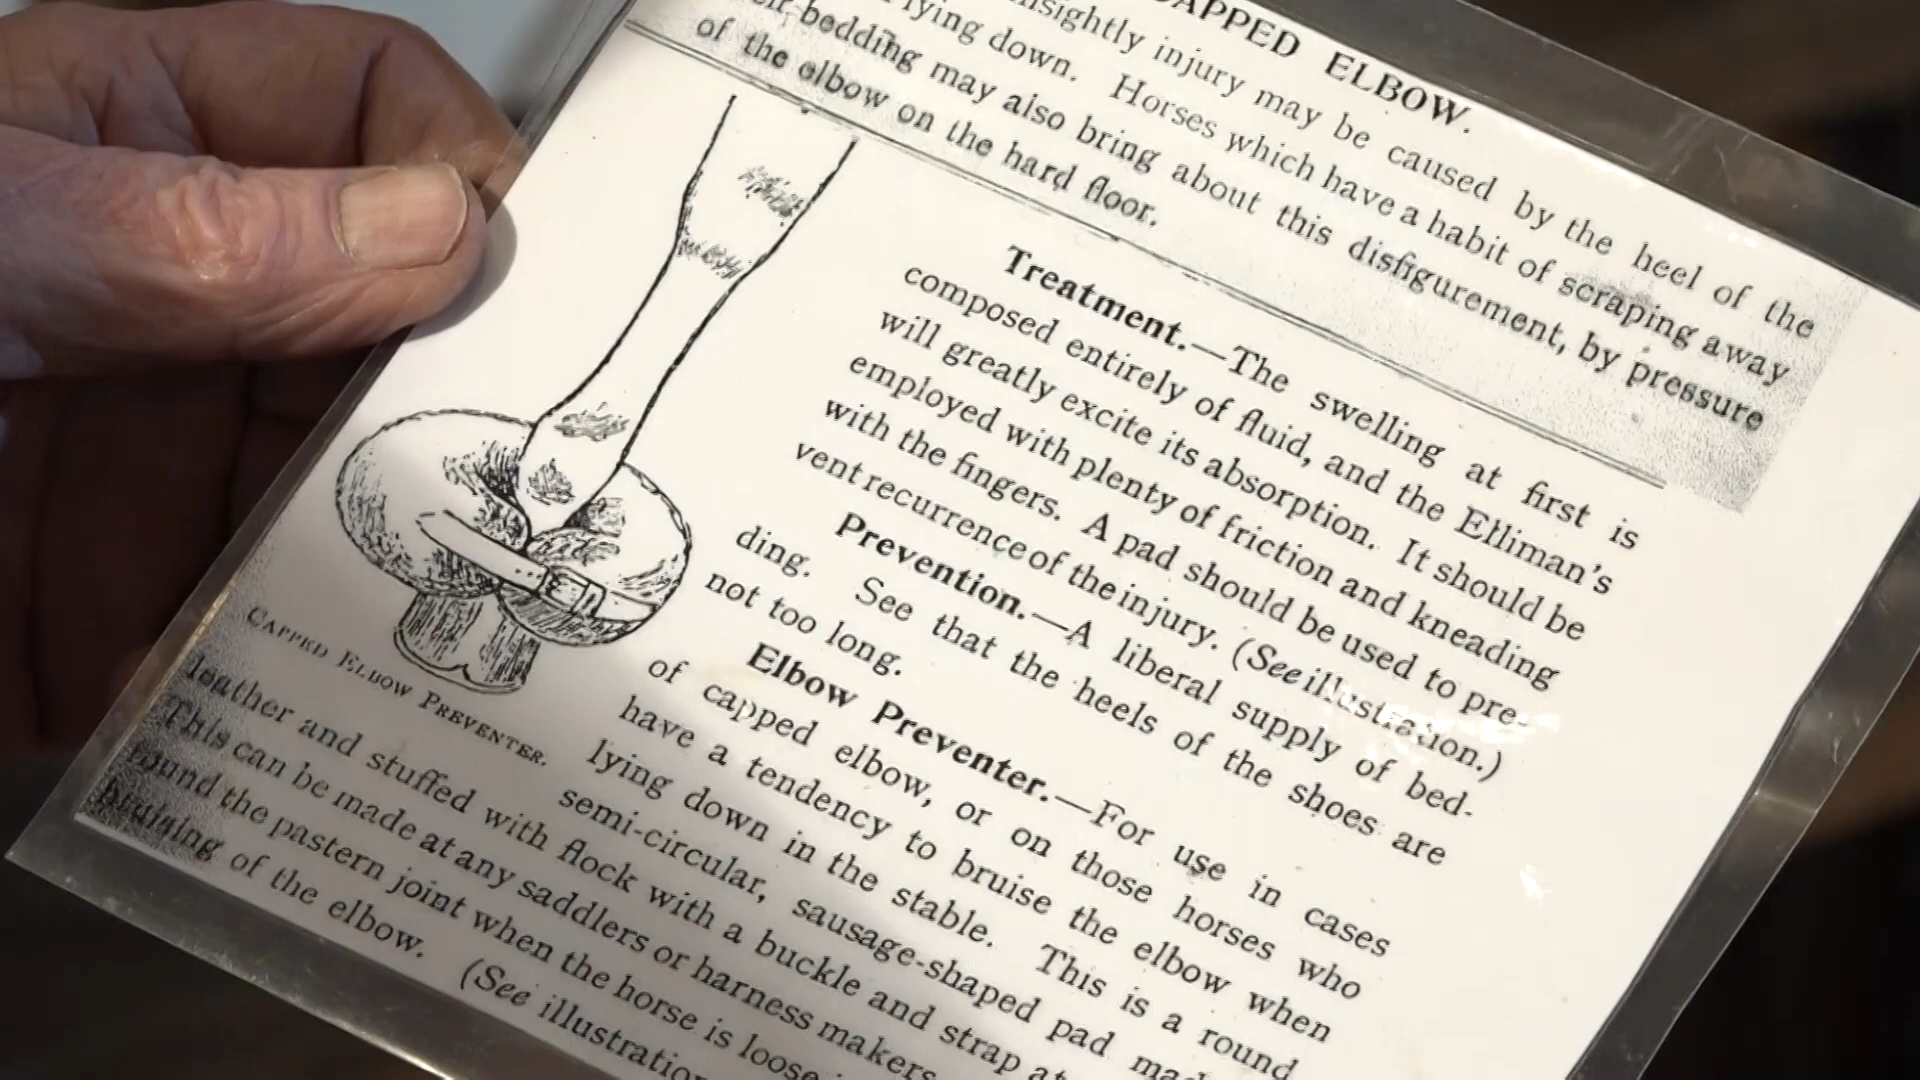 CAPPED ELBOW.
nsightly injury may be caused by the heel of the
lying down. Horses which have a habit of scraping away
bedding may also bring about this disfigurement, by pressure
of the elbow on the hard floor.
Treatment.—The swelling at first is
composed entirely of fluid, and the Elliman's
will greatly excite its absorption. It should be
employed with plenty of friction and kneading
with the fingers. A pad should be used to pre-
vent recurrence of the injury. (See illustration.)
Prevention.—A liberal supply of bed-
ding. See that the heels of the shoes are
not too long.
Elbow Preventer.—For use in cases
of capped elbow, or on those horses who
have a tendency to bruise the elbow when
lying down in the stable. This is a round
semi-circular, sausage-shaped pad mad
CAPPED ELBOW PREVENTER.
leather and stuffed with flock with a buckle and strap at
This can be made at any saddlers or harness makers
round the pastern joint when the horse is loose
bruising of the elbow. (See illustration